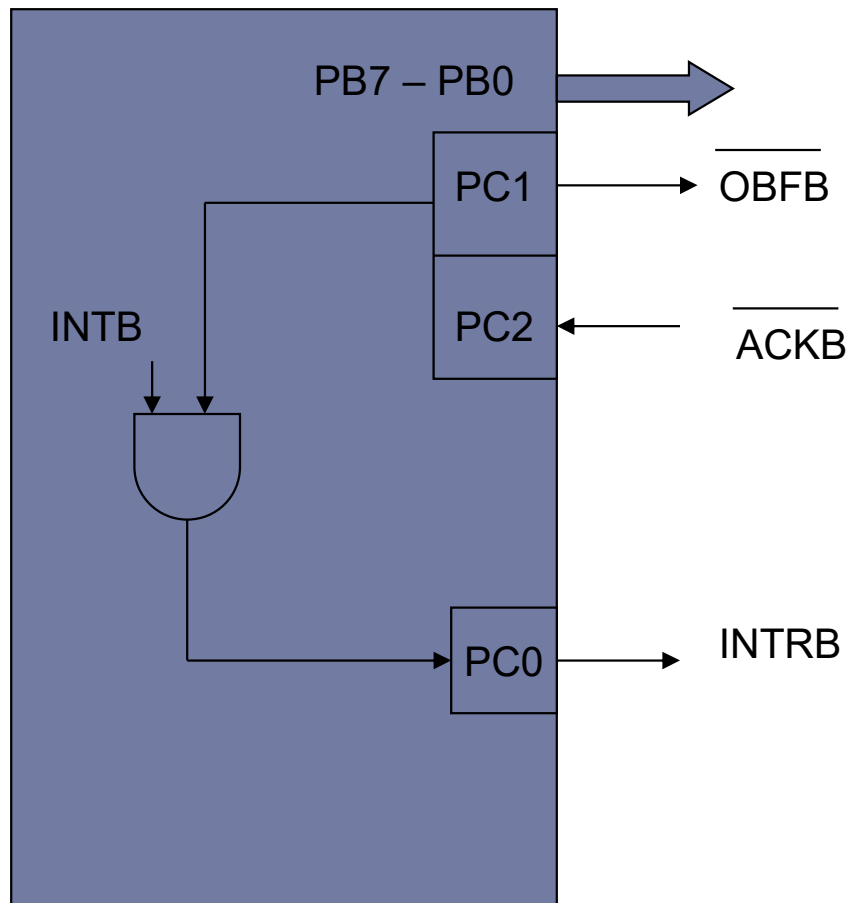 PB7 – PB0
PC1
OBFB
INTB
PC2
ACKB
PC0
INTRB